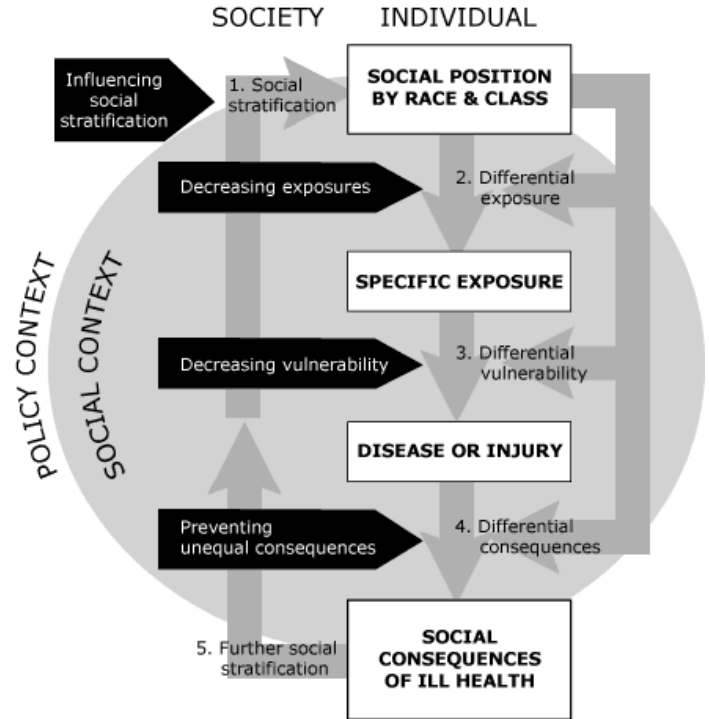 SOCIETY
INDIVIDUAL
Influencing
social
stratification
1. Social
stratification
SOCIAL POSITION
BY RACE & CLASS
Decreasing exposures
2. Differential
exposure
SPECIFIC EXPOSURE
POLICY CONTEXT
SOCIAL CONTEXT
Decreasing vulnerability
3. Differential
vulnerability
DISEASE OR INJURY
Preventing
unequal consequences
4. Differential
consequences
5. Further social
stratification
SOCIAL
CONSEQUENCES
OF ILL HEALTH